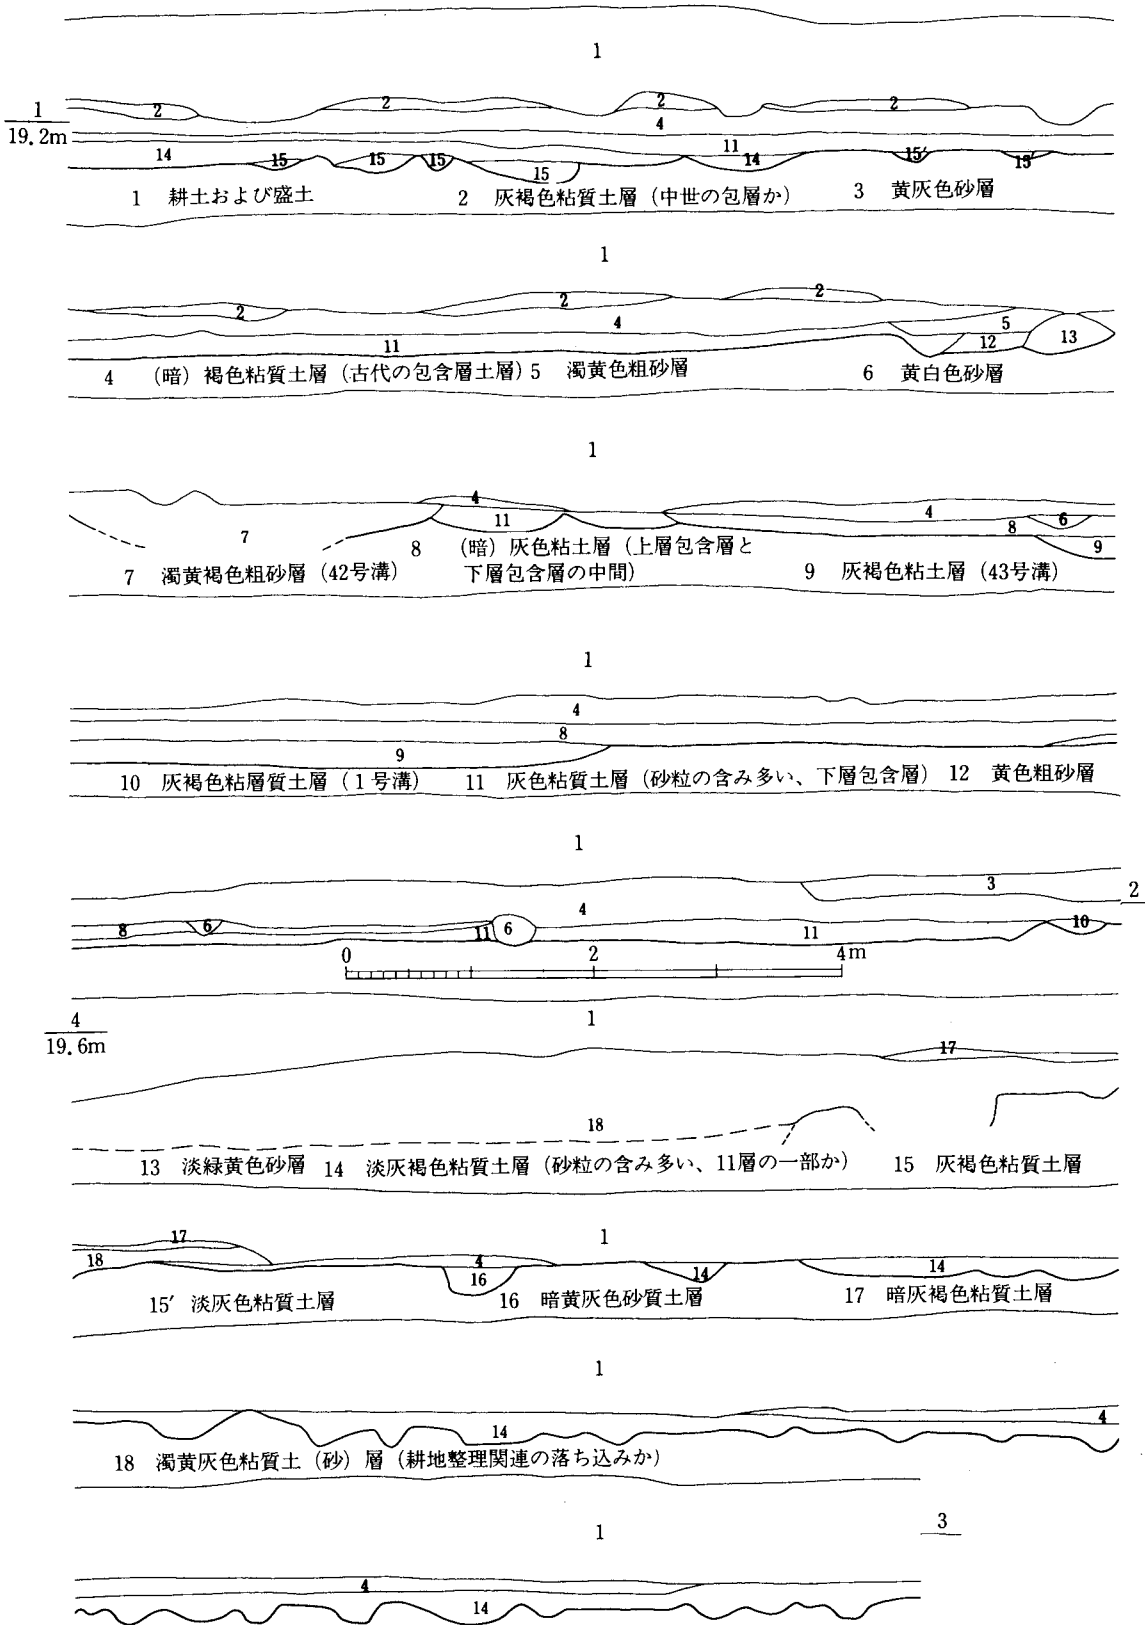 1
1
19.2m
2 2 2 2
4
11
14 15 15 15 15 14 15′ 15′
1 耕土および盛土 2 灰褐色粘質土層（中世の包層か） 3 黄灰色砂層
1
2 2 2
4 5 13
11 12
4 （暗）褐色粘質土層（古代の包含層土層） 5 濁黄色粗砂層 6 黄白色砂層
1
4 4
7 11 8 6 9
7 濁黄褐色粗砂層（42号溝） 8 （暗）灰色粘土層（上層包含層と
下層包含層の中間） 9 灰褐色粘土層（43号溝）
1
4
8
9
10 灰褐色粘層質土層（1号溝） 11 灰色粘質土層（砂粒の含み多い、下層包含層） 12 黄色粗砂層
1
3 2
4
8 6 11 6 11 10
0 2 4m
4
19.6m
1
17
18
13 淡緑黄色砂層 14 淡灰褐色粘質土層（砂粒の含み多い、11層の一部か） 15 灰褐色粘質土層
1
17
18 4 16 14 14
15′ 淡灰色粘質土層 16 暗黄灰色砂質土層 17 暗灰褐色粘質土層
1
14 4
18 濁黄灰色粘質土（砂）層（耕地整理関連の落ち込みか）
1 3
4
14